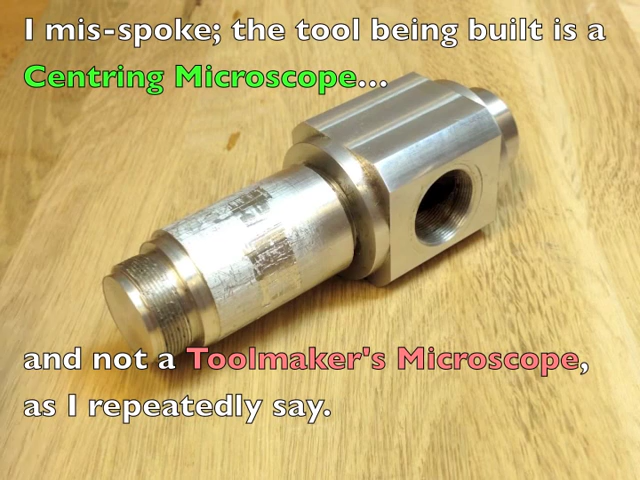 I mis-spoke; the tool being built is a
Centring Microscope...
and not a Toolmaker's Microscope,
as I repeatedly say.